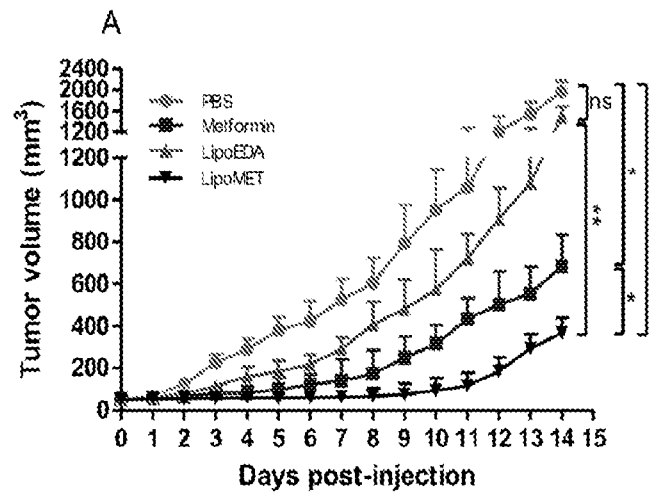 A
Tumor volume (mm³)
2400
2000
1600
1200
1200
1000
800
600
400
200
0
PBS
Metformin
LipoEDA
LipoMET
ns
*
**
*
0 1 2 3 4 5 6 7 8 9 10 11 12 13 14 15
Days post-injection